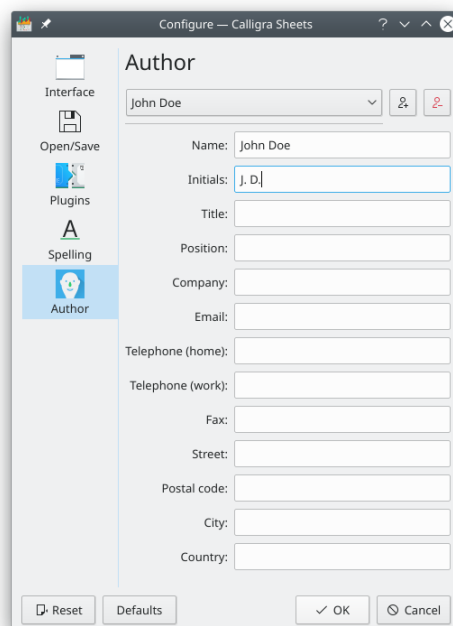 Configure — Calligra Sheets
Interface
Open/Save
Plugins
A
Spelling
Author
Author
John Doe
Name: John Doe
Initials: J. D.
Title:
Position:
Company:
Email:
Telephone (home):
Telephone (work):
Fax:
Street:
Postal code:
City:
Country:
Reset Defaults OK Cancel